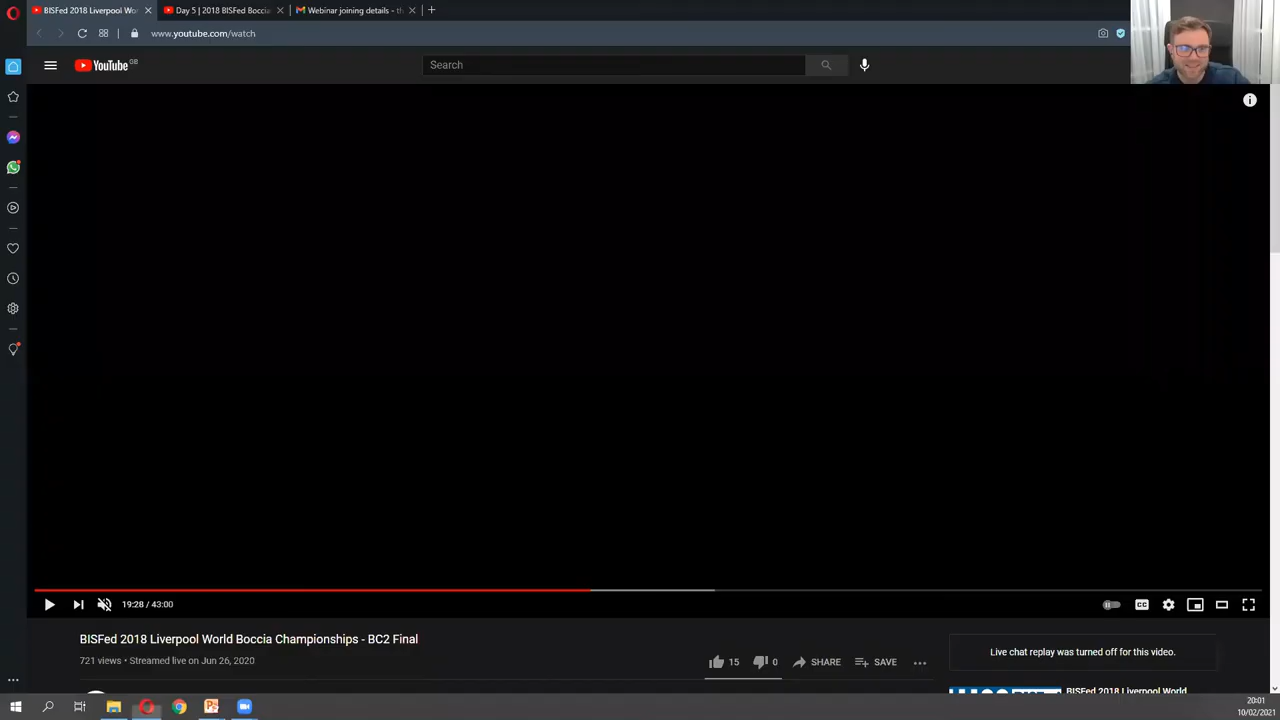 BISFed 2018 Liverpool Wo
Day 5 | 2018 BISFed Boccia
Webinar joining details - th
www.youtube.com/watch
YouTube GB
Search
19:28 / 43:00
CC
BISFed 2018 Liverpool World Boccia Championships - BC2 Final
721 views • Streamed live on Jun 26, 2020
15
0
SHARE
SAVE
Live chat replay was turned off for this video.
BISFed 2018 Liverpool World
20:01
10/02/2021